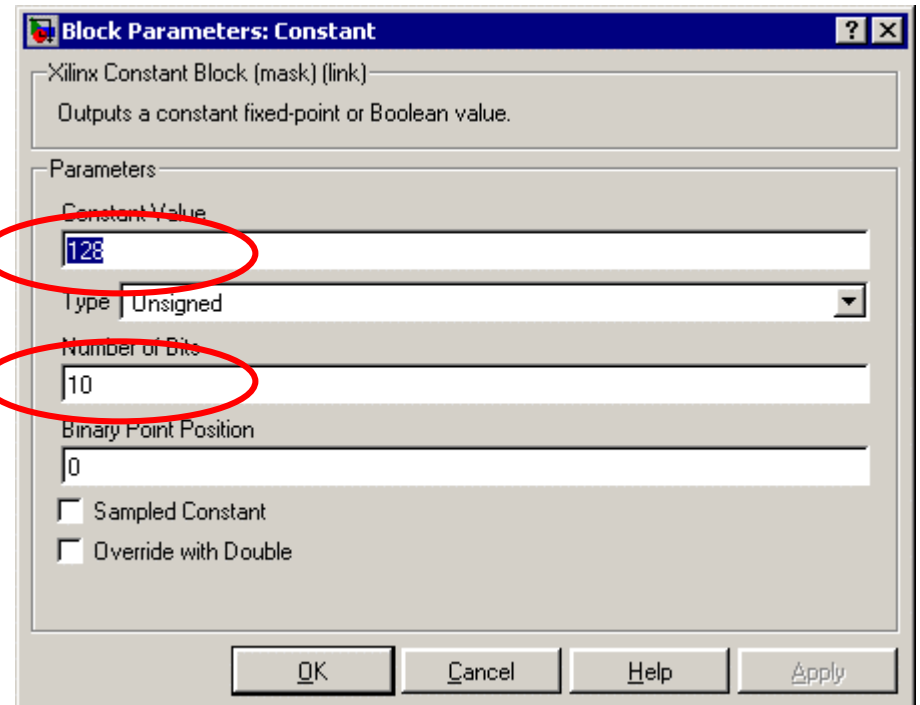 Block Parameters: Constant
Xilinx Constant Block (mask) (link)
Outputs a constant fixed-point or Boolean value.
Parameters
Constant Value
128
Type Unsigned
Number of Bits
10
Binary Point Position
0
Sampled Constant
Override with Double
OK Cancel Help Apply